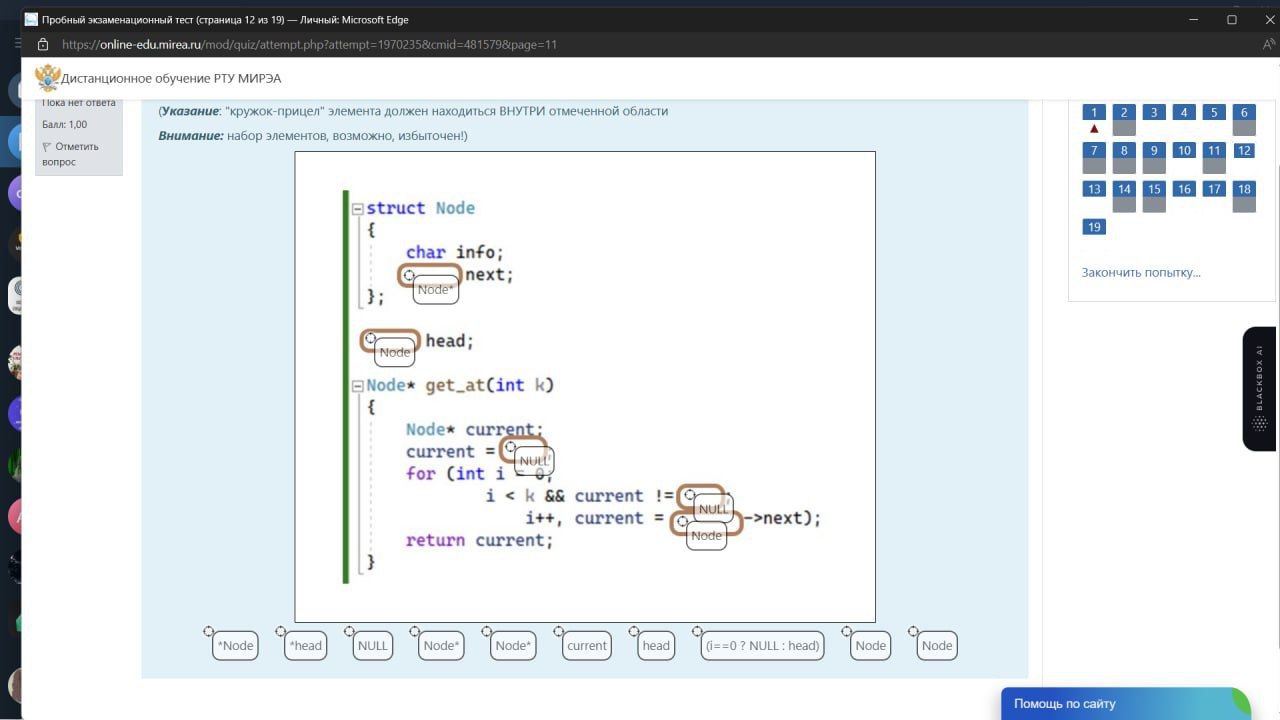 Пробный экзаменационный тест (страница 12 из 19) — Личный: Microsoft Edge
https://online-edu.mirea.ru/mod/quiz/attempt.php?attempt=1970235&cmid=481579&page=11
Дистанционное обучение РТУ МИРЭА
Пока нет ответа
Балл: 1,00
Отметить
вопрос
(Указание: "кружок-прицел" элемента должен находиться ВНУТРИ отмеченной области
Внимание: набор элементов, возможно, избыточен!)
struct Node
{
char info;
Node* next;
};
Node head;
Node* get_at(int k)
{
Node* current;
current = NULL;
for (int i = 0;
i < k && current != NULL;
i++, current = Node->next);
return current;
}
*Node *head NULL Node* Node* current head (i==0 ? NULL : head) Node Node
1 2 3 4 5 6
7 8 9 10 11 12
13 14 15 16 17 18
19
Закончить попытку...
BLACKBOX AI
Помощь по сайту